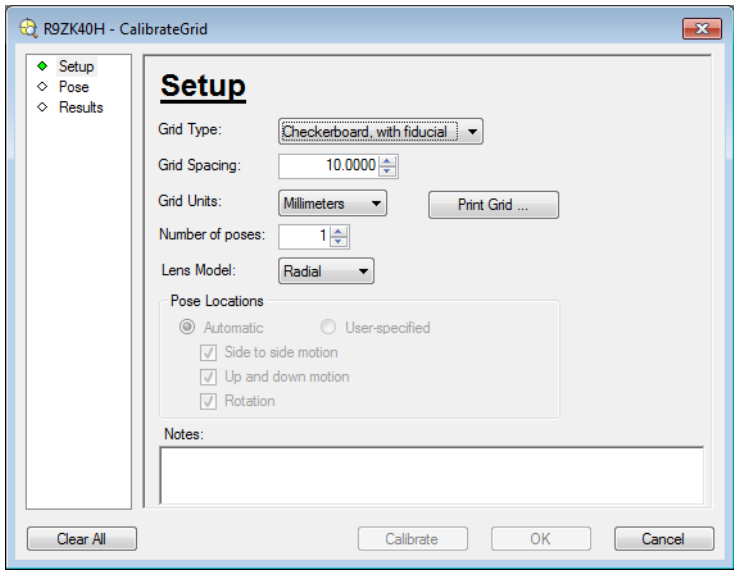 R9ZK40H - CalibrateGrid
Setup
Pose
Results
Setup
Grid Type: Checkerboard, with fiducial
Grid Spacing: 10.0000
Grid Units: Millimeters Print Grid ...
Number of poses: 1
Lens Model: Radial
Pose Locations
Automatic User-specified
Side to side motion
Up and down motion
Rotation
Notes:
Clear All Calibrate OK Cancel